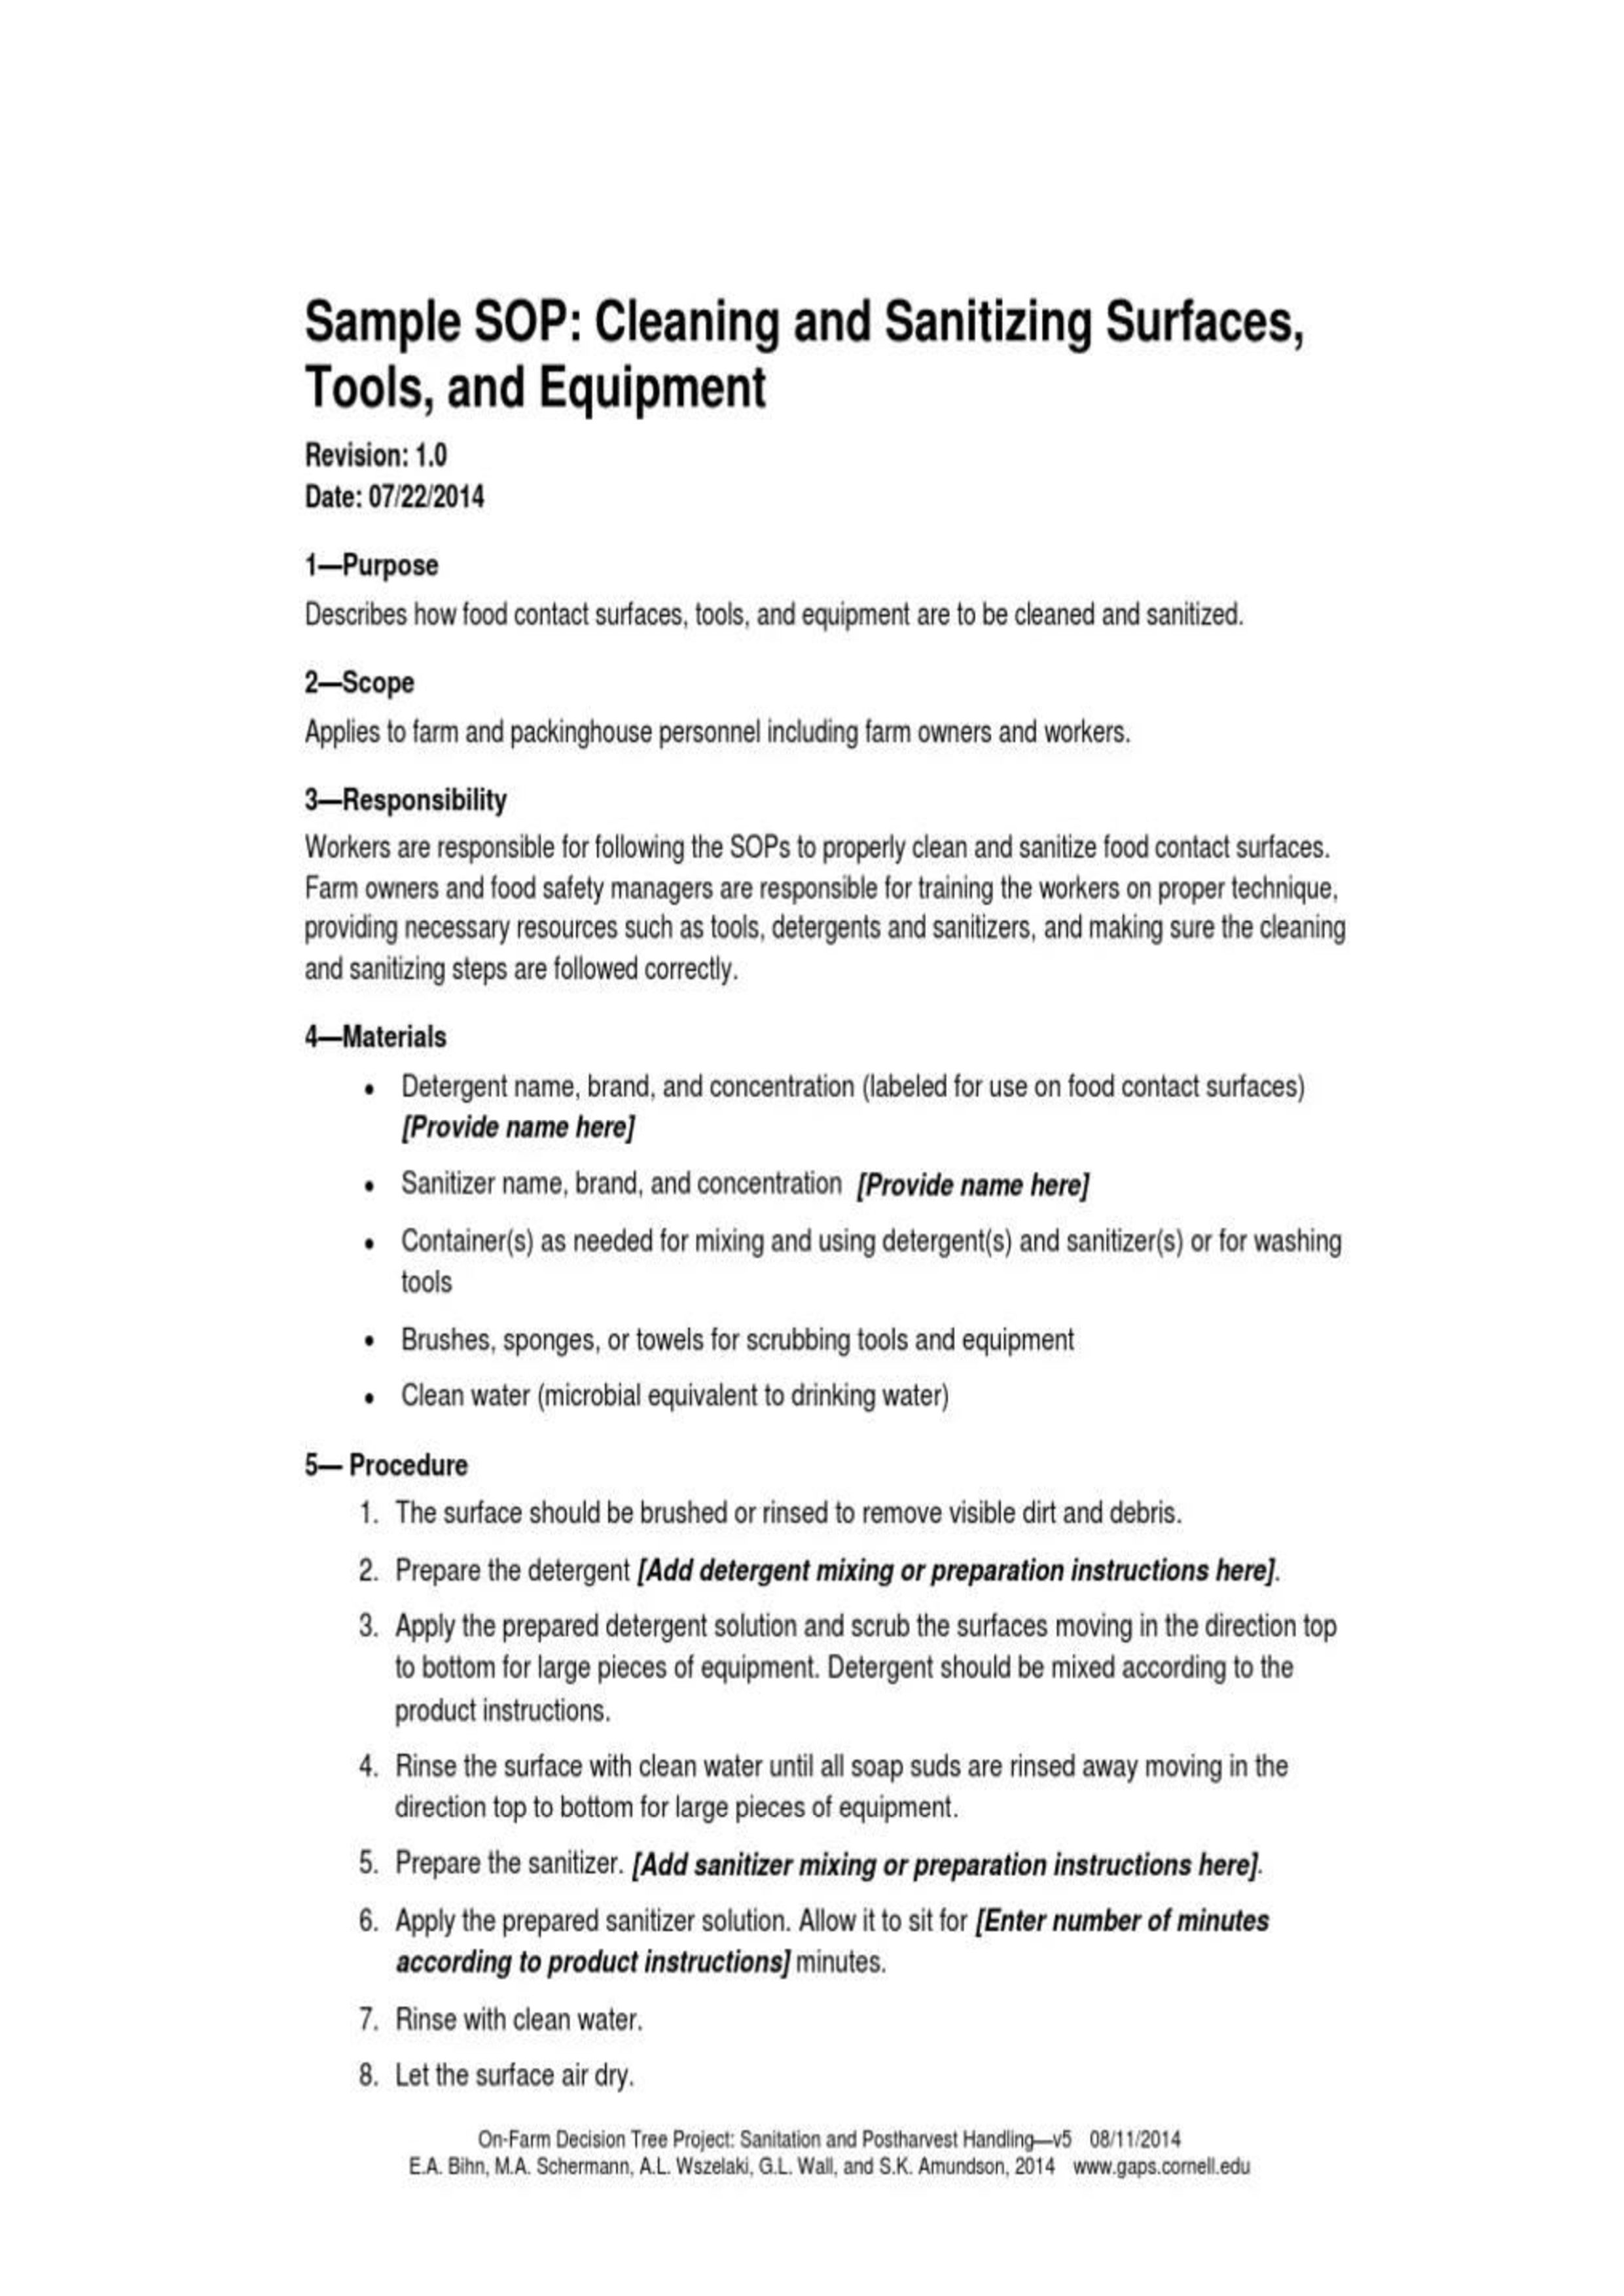 Sample SOP: Cleaning and Sanitizing Surfaces,
Tools, and Equipment
Revision: 1.0
Date: 07/22/2014
1—Purpose
Describes how food contact surfaces, tools, and equipment are to be cleaned and sanitized.
2—Scope
Applies to farm and packinghouse personnel including farm owners and workers.
3—Responsibility
Workers are responsible for following the SOPs to properly clean and sanitize food contact surfaces.
Farm owners and food safety managers are responsible for training the workers on proper technique,
providing necessary resources such as tools, detergents and sanitizers, and making sure the cleaning
and sanitizing steps are followed correctly.
4—Materials
• Detergent name, brand, and concentration (labeled for use on food contact surfaces)
[Provide name here]
• Sanitizer name, brand, and concentration [Provide name here]
• Container(s) as needed for mixing and using detergent(s) and sanitizer(s) or for washing
tools
• Brushes, sponges, or towels for scrubbing tools and equipment
• Clean water (microbial equivalent to drinking water)
5— Procedure
1. The surface should be brushed or rinsed to remove visible dirt and debris.
2. Prepare the detergent [Add detergent mixing or preparation instructions here].
3. Apply the prepared detergent solution and scrub the surfaces moving in the direction top
to bottom for large pieces of equipment. Detergent should be mixed according to the
product instructions.
4. Rinse the surface with clean water until all soap suds are rinsed away moving in the
direction top to bottom for large pieces of equipment.
5. Prepare the sanitizer. [Add sanitizer mixing or preparation instructions here].
6. Apply the prepared sanitizer solution. Allow it to sit for [Enter number of minutes
according to product instructions] minutes.
7. Rinse with clean water.
8. Let the surface air dry.
On-Farm Decision Tree Project: Sanitation and Postharvest Handling—v5 08/11/2014
E.A. Bihn, M.A. Schermann, A.L. Wszelaki, G.L. Wall, and S.K. Amundson, 2014 www.gaps.cornell.edu